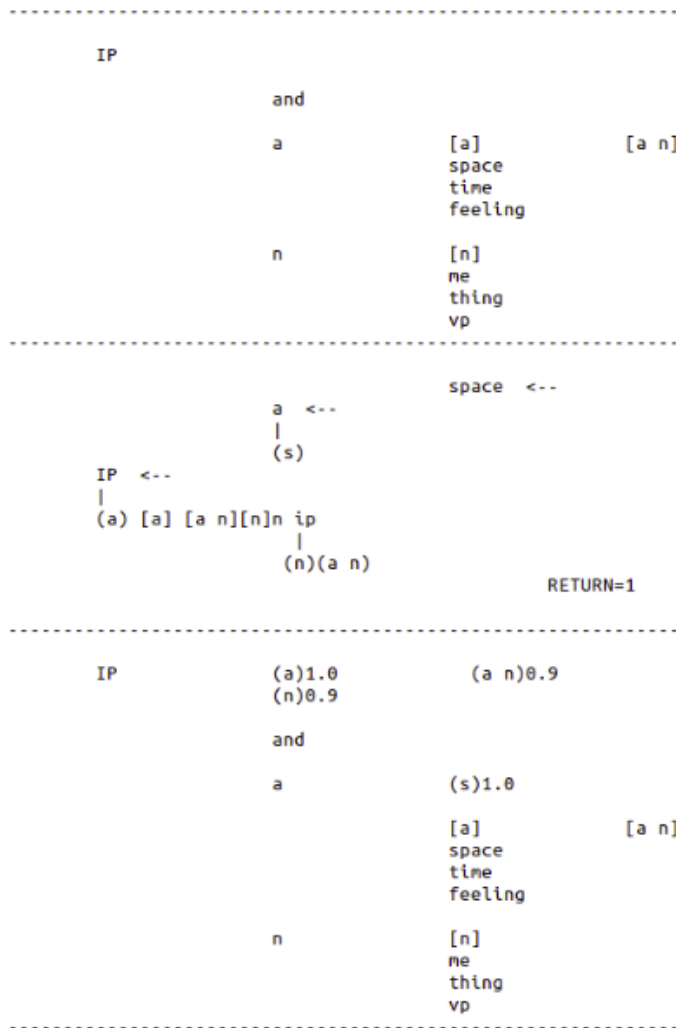 ------------------------------------------------------------
IP
and
a [a] [a n]
space
time
feeling
n [n]
me
thing
vp
------------------------------------------------------------
space <--
a <--
|
(s)
IP <--
|
(a) [a] [a n][n]n ip
|
(n)(a n)
RETURN=1
------------------------------------------------------------
IP (a)1.0 (a n)0.9
(n)0.9
and
a (s)1.0
[a] [a n]
space
time
feeling
n [n]
me
thing
vp
------------------------------------------------------------